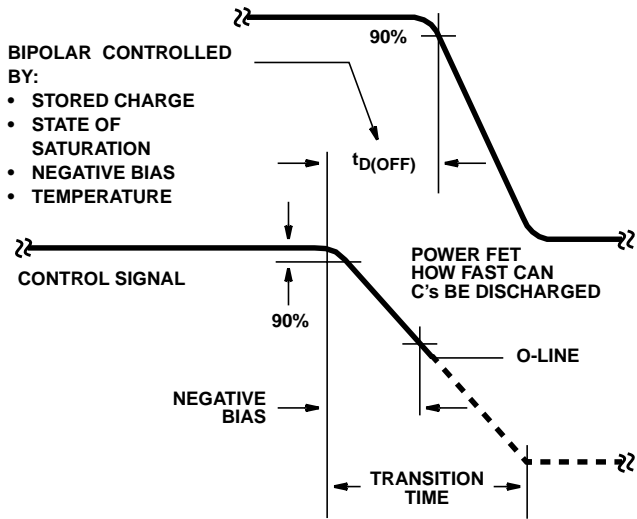 90%
BIPOLAR CONTROLLED
BY:
• STORED CHARGE
• STATE OF
SATURATION
• NEGATIVE BIAS
• TEMPERATURE
tD(OFF)
CONTROL SIGNAL
90%
POWER FET
HOW FAST CAN
C's BE DISCHARGED
O-LINE
NEGATIVE
BIAS
TRANSITION
TIME